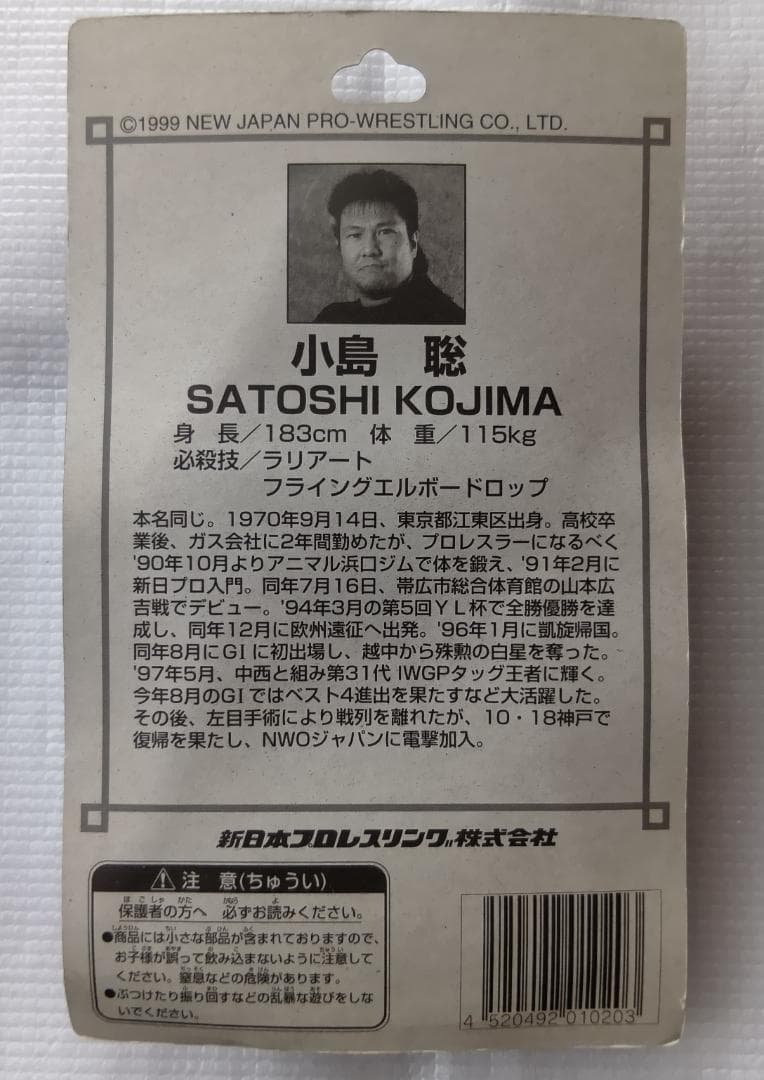 ©1999 NEW JAPAN PRO-WRESTLING CO., LTD.
小島 聡
SATOSHI KOJIMA
身 長／183cm 体 重／115kg
必殺技／ラリアート
フライングエルボードロップ
本名同じ。1970年9月14日、東京都江東区出身。高校卒
業後、ガス会社に2年間勤めたが、プロレスラーになるべく
'90年10月よりアニマル浜口ジムで体を鍛え、'91年2月に
新日プロ入門。同年7月16日、帯広市総合体育館の山本広
吉戦でデビュー。'94年3月の第5回ＹＬ杯で全勝優勝を達
成し、同年12月に欧州遠征へ出発。'96年1月に凱旋帰国。
同年8月にGⅠに初出場し、越中から殊勲の白星を奪った。
'97年5月、中西と組み第31代 IWGPタッグ王者に輝く。
今年8月のGⅠではベスト4進出を果たすなど大活躍した。
その後、左目手術により戦列を離れたが、10・18神戸で
復帰を果たし、NWOジャパンに電撃加入。
新日本プロレスリング株式会社
注 意(ちゅうい)
保護者の方へ 必ずお読みください。
●商品には小さな部品が含まれておりますので、
お子様が誤って飲み込まないように注意して
ください。窒息などの危険があります。
●ぶつけたり振り回すなどの乱暴な遊びをしな
いでください。
4 520492 010203